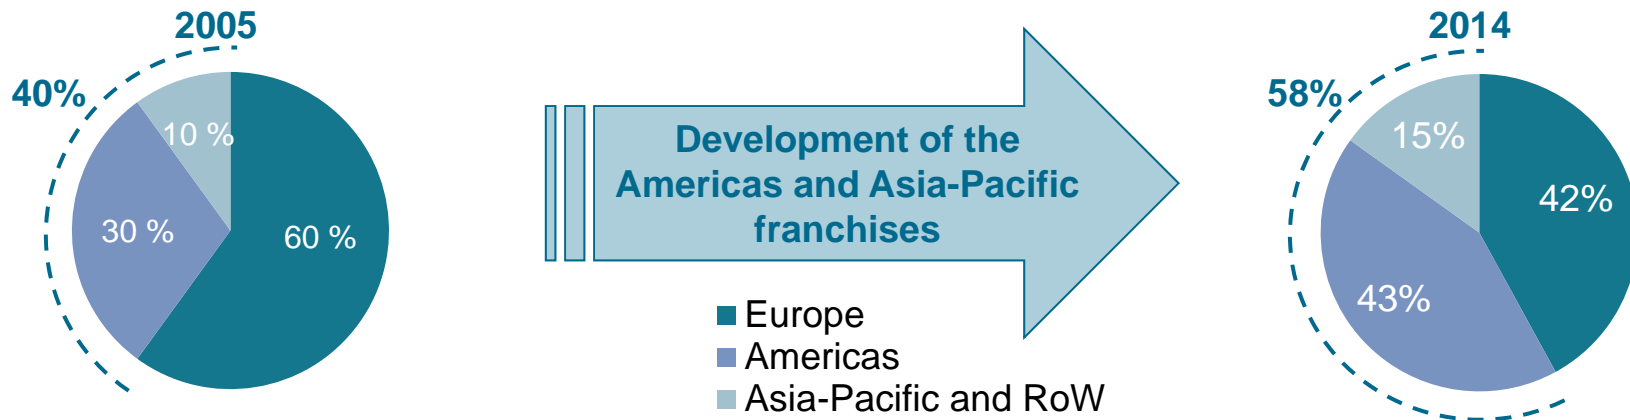 2005
40%
10 %
30 %
60 %
Development of the
Americas and Asia-Pacific
franchises
Europe
Americas
Asia-Pacific and RoW
2014
58%
15%
42%
43%